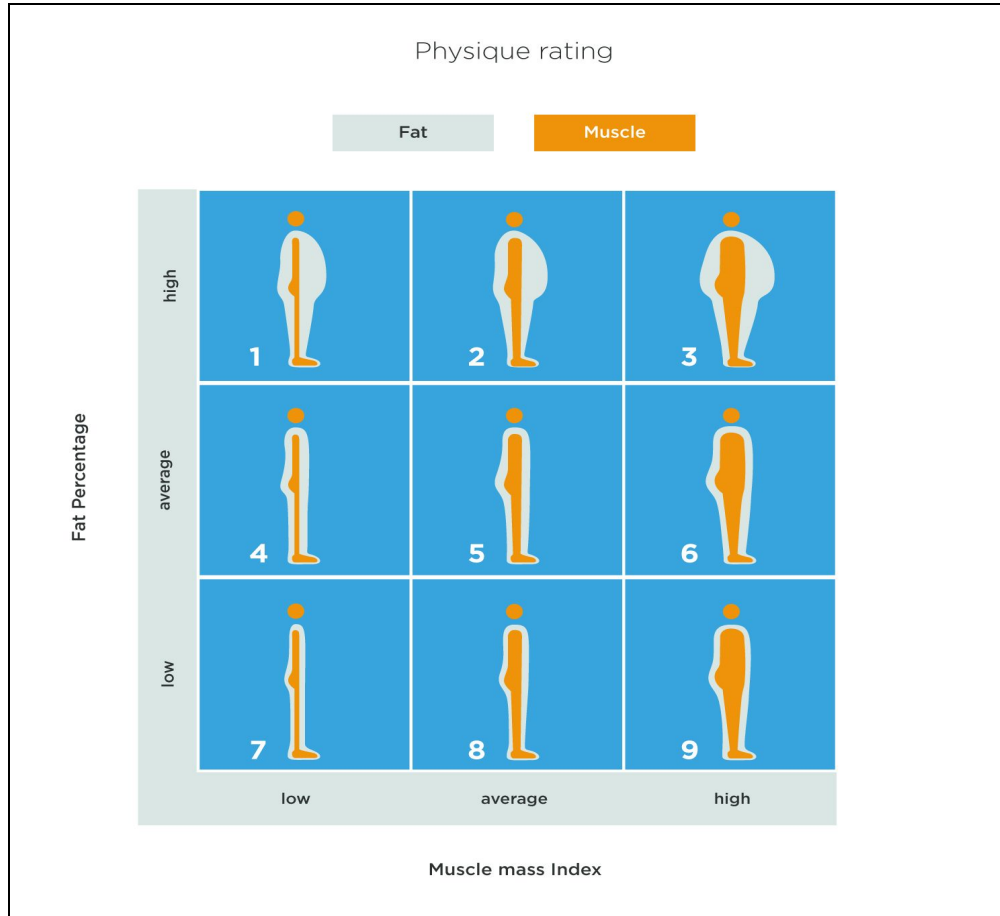 Physique rating
Fat
Muscle
Fat Percentage
high
1
2
3
average
4
5
6
low
7
8
9
low
average
high
Muscle mass Index